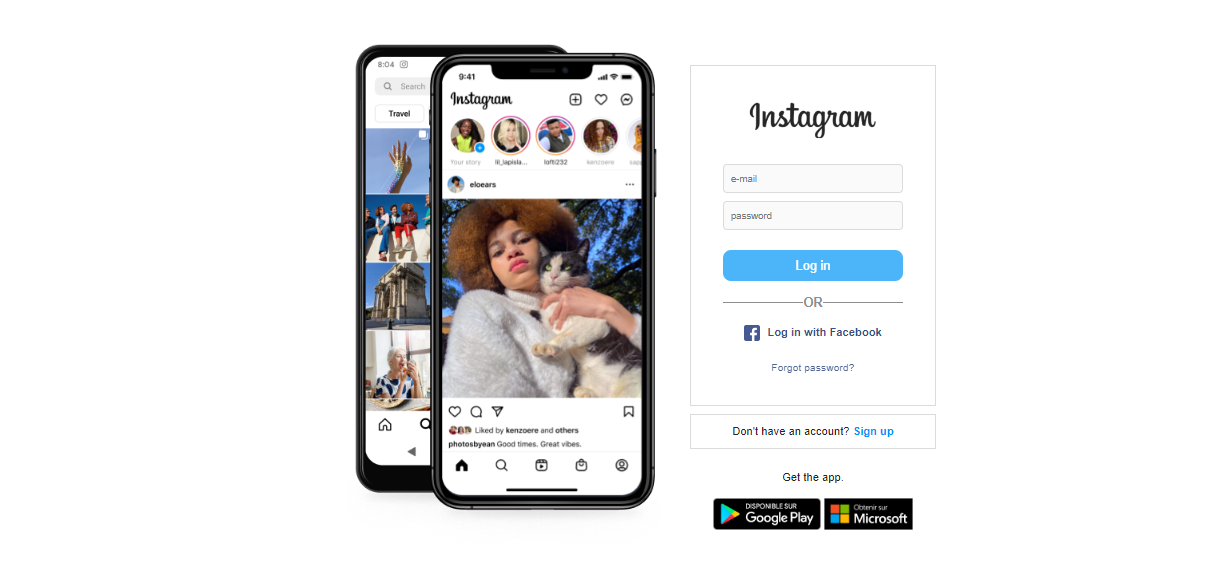 8:04
Search
Travel
9:41
Instagram
Your story
lil_lapisla...
lofti232
kenzoere
eloears
Liked by kenzoere and others
photosbyean Good times. Great vibes.
Instagram
e-mail
password
Log in
OR
Log in with Facebook
Forgot password?
Don't have an account? Sign up
Get the app.
DISPONIBLE SUR
Google Play
Obtenir sur
Microsoft